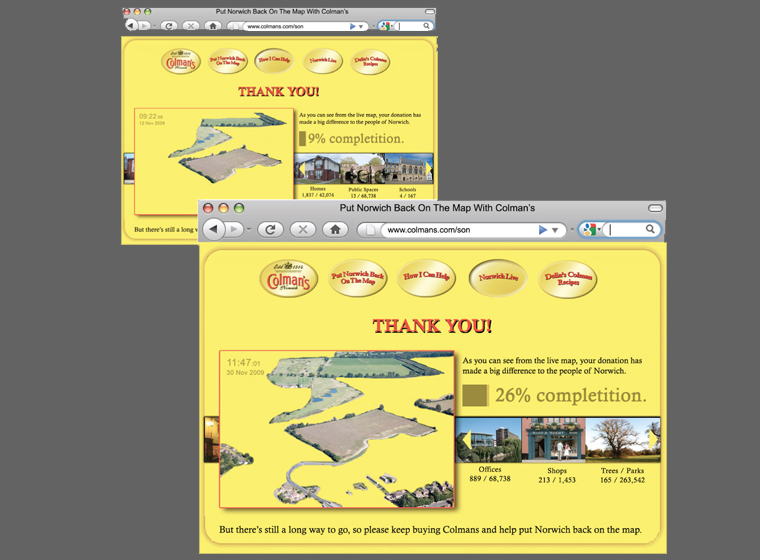 Put Norwich Back On The Map With Colman's
www.colmans.com/son
Colman's
Norwich
Put Norwich Back
On The Map
How I Can Help
Norwich Live
Delia's Colman
Recipes
THANK YOU!
09:22
12 Nov 2009
As you can see from the live map, your donation has
made a big difference to the people of Norwich.
9% completition.
Homes
1,837 / 42,074
Public Spaces
13 / 68,738
Schools
4 / 167
But there's still a long w
Put Norwich Back On The Map With Colman's
www.colmans.com/son
Estd 1814
Colman's
Norwich
Put Norwich Back
On The Map
How I Can Help
Norwich Live
Delia's Colman
Recipes
THANK YOU!
11:47:01
30 Nov 2009
As you can see from the live map, your donation has
made a big difference to the people of Norwich.
26% completition.
Offices
889 / 68,738
Shops
213 / 1,453
Trees / Parks
165 / 263,542
But there's still a long way to go, so please keep buying Colmans and help put Norwich back on the map.